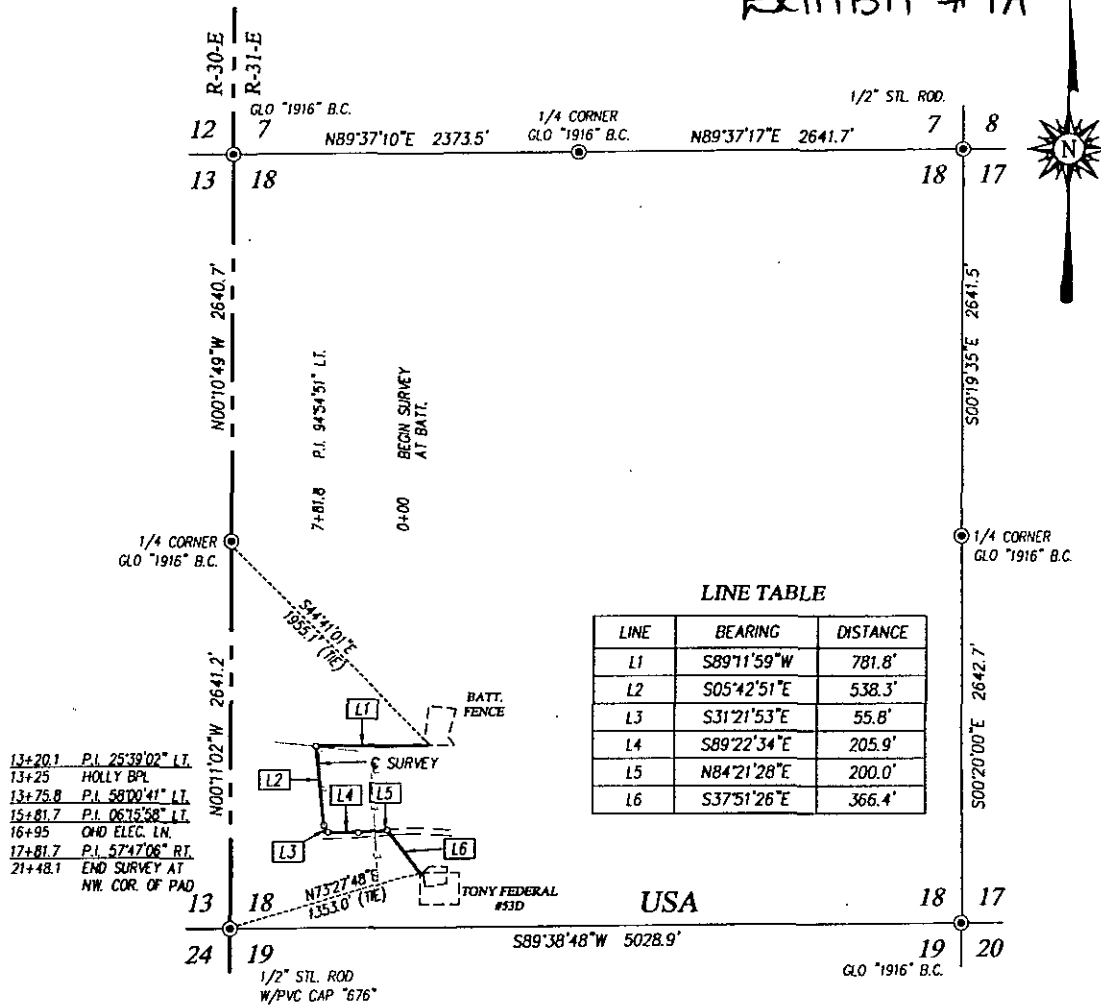 EXHIBIT #1A
R-30-E
R-31-E
GLO "1916" B.C.
1/4 CORNER
GLO "1916" B.C.
1/2" STL. ROD.
12 7
N89°37'10"E 2373.5'
N89°37'17"E 2641.7'
7 8
13 18
18 17
N
N00°10'49"W 2640.7'
S00°19'35"E 2641.5'
7+81.8 P.I. 94°54'51" LT.
0+00 BEGIN SURVEY
AT BATT.
1/4 CORNER
GLO "1916" B.C.
1/4 CORNER
GLO "1916" B.C.
S44°41'01"E
1955.1' (TIE)
N00°11'02"W 2641.2'
S00°20'00"E 2642.7'
LINE TABLE
LINE BEARING DISTANCE
L1 S89°11'59"W 781.8'
L2 S05°42'51"E 538.3'
L3 S31°21'53"E 55.8'
L4 S89°22'34"E 205.9'
L5 N84°21'28"E 200.0'
L6 S37°51'26"E 366.4'
BATT.
FENCE
L1
SURVEY
L2
L4
L5
L3
L6
13+20.1 P.I. 25°39'02" LT.
13+25 HOLLY BPL
13+75.8 P.I. 58°00'41" LT.
15+81.7 P.I. 06°15'58" LT.
16+95 OHD ELEC. LN.
17+81.7 P.I. 57°47'06" RT.
21+48.1 END SURVEY AT
NW. COR. OF PAD
N73°27'48"E
1353.0' (TIE)
TONY FEDERAL
#53D
USA
13 18
18 17
S89°38'48"W 5028.9'
24 19
19 20
1/2" STL. ROD
W/PVC CAP "676"
GLO "1916" B.C.